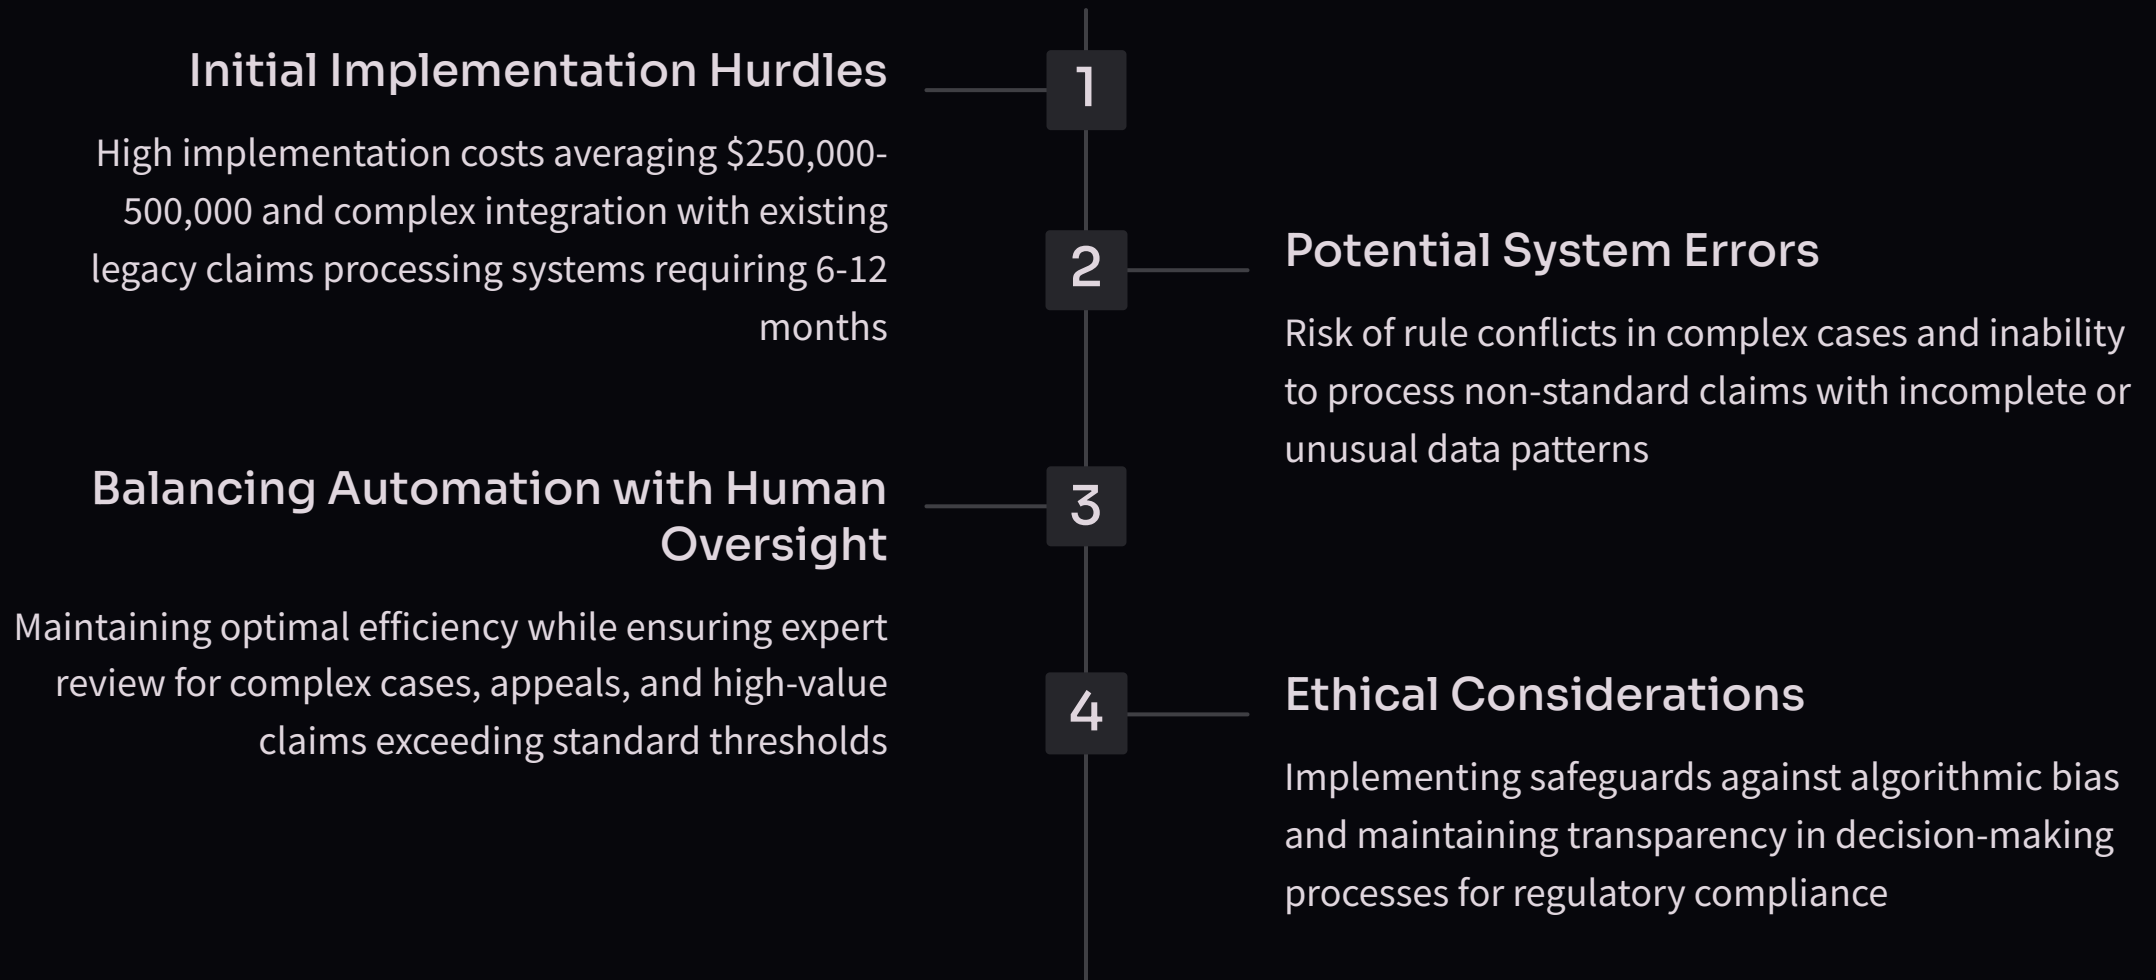 1
Initial Implementation Hurdles
High implementation costs averaging $250,000-
500,000 and complex integration with existing
legacy claims processing systems requiring 6-12
months
2
Potential System Errors
Risk of rule conflicts in complex cases and inability
to process non-standard claims with incomplete or
unusual data patterns
3
Balancing Automation with Human
Oversight
Maintaining optimal efficiency while ensuring expert
review for complex cases, appeals, and high-value
claims exceeding standard thresholds
4
Ethical Considerations
Implementing safeguards against algorithmic bias
and maintaining transparency in decision-making
processes for regulatory compliance